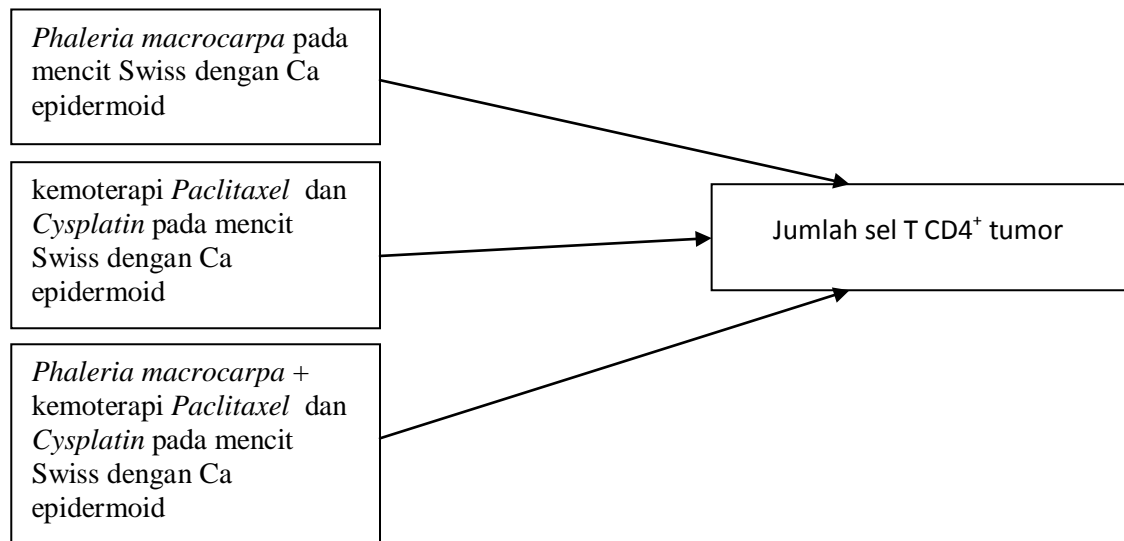 Phaleria macrocarpa pada
mencit Swiss dengan Ca
epidermoid
kemoterapi Paclitaxel dan
Cysplatin pada mencit
Swiss dengan Ca
epidermoid
Phaleria macrocarpa +
kemoterapi Paclitaxel dan
Cysplatin pada mencit
Swiss dengan Ca
epidermoid
Jumlah sel T CD4⁺ tumor